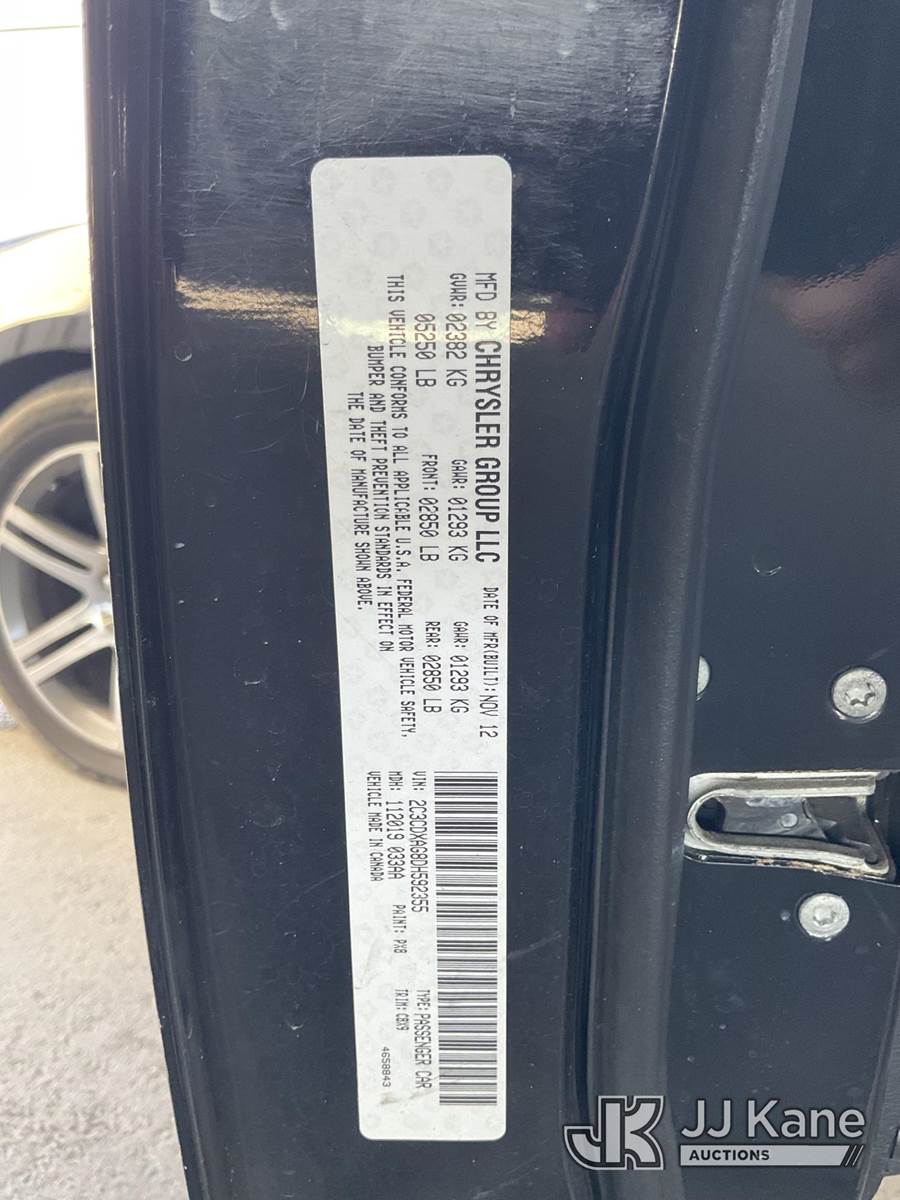 MFD BY CHRYSLER GROUP LLC DATE OF MFR(BUILT): NOV 12
GVWR: 02382 KG GAWR: 01293 KG GAWR: 01293 KG
05250 LB FRONT: 02850 LB REAR: 02850 LB
THIS VEHICLE CONFORMS TO ALL APPLICABLE U.S.A. FEDERAL MOTOR VEHICLE SAFETY,
BUMPER AND THEFT PREVENTION STANDARDS IN EFFECT ON
THE DATE OF MANUFACTURE SHOWN ABOVE.
VIN: 2C3CDXAG8DH592355 TYPE: PASSENGER CAR
MDH: 112019 033AA PAINT: PX8 TRIM: CBX9
VEHICLE MADE IN CANADA 4658843
JK JJ Kane
AUCTIONS